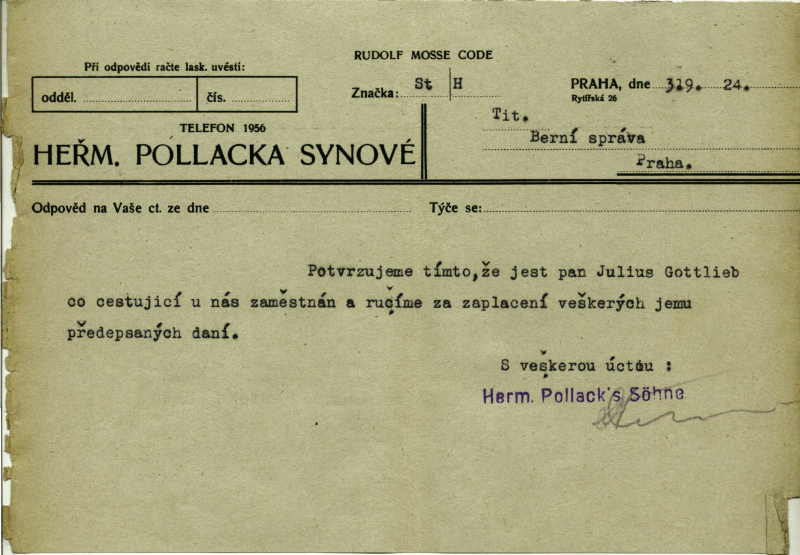 RUDOLF MOSSE CODE
Při odpovědi račte lask. uvésti:
odděl. čís.
Značka: St H
PRAHA, dne 3.9. 24.
Rytířská 26
TELEFON 1956
HEŘM. POLLACKA SYNOVÉ
Tit.
Berní správa
Praha.
Odpověd na Vaše ct. ze dne Týče se:
Potvrzujeme tímto,že jest pan Julius Gottlieb
co cestující u nás zaměstnán a ručíme za zaplacení veškerých jemu
předepsaných daní.
S veškerou úctou :
Herm. Pollack's Söhne